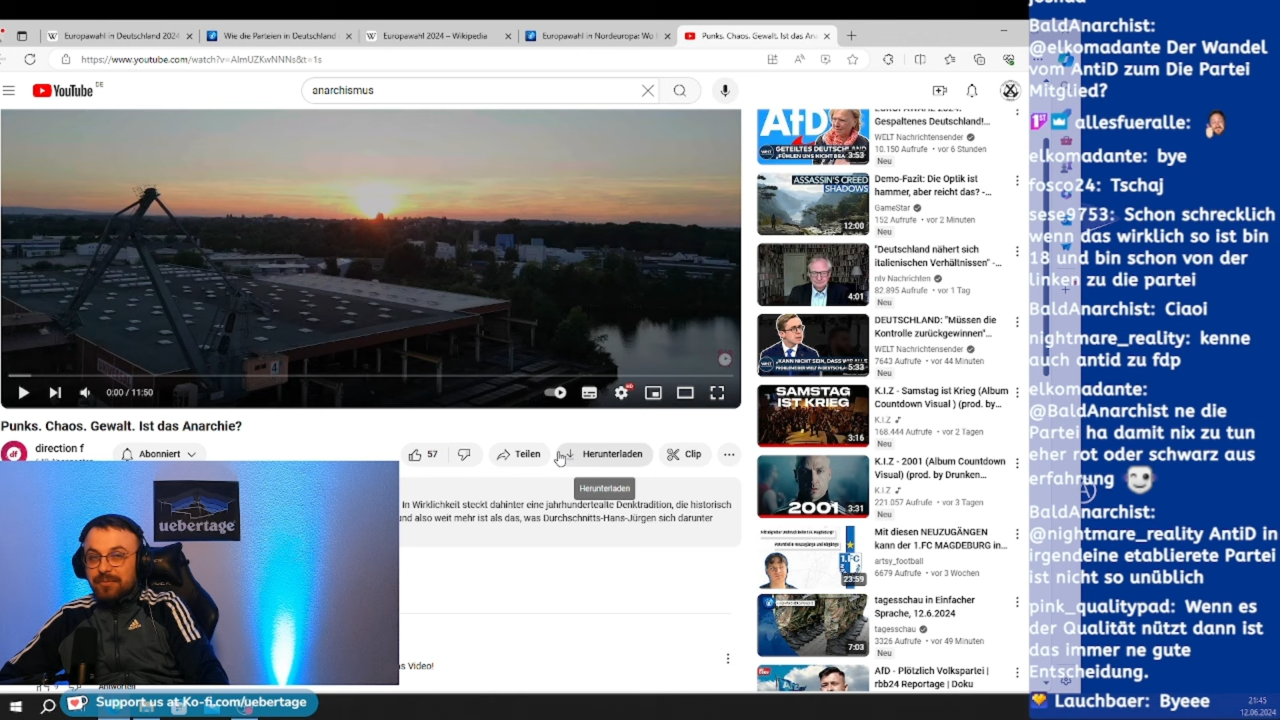 Europawahl in Deutschland 2024
Wie die Parteien in Deutschland
Europawahl 2024 – Wikipedia
Europawahl in Nordeuropa: Wo
Punks. Chaos. Gewalt. Ist das An
https://www.youtube.com/watch?v=AImUZKwNNNs&t=1s
YouTube DE
anarchismus
0:00 / 11:50
Punks. Chaos. Gewalt. Ist das Anarchie?
direction f
Abonniert
57
Teilen
Herunterladen
Clip
Herunterladen
In Wirklichkeit steckt dahinter eine jahrhundertealte Denktradition, die historisch
und also weit mehr ist als das, was Durchschnitts-Hans-Jürgen sich darunter
s Video!
Antworten
uebertage
Support us at Ko-fi.com/uebertage
AfD
GETEILTES DEUTSCHLAND
3:53
Gespaltenes Deutschland!...
WELT Nachrichtensender
10.150 Aufrufe • vor 6 Stunden
Neu
ASSASSIN'S CREED
SHADOWS
12:00
Demo-Fazit: Die Optik ist
hammer, aber reicht das? -...
GameStar
152 Aufrufe • vor 2 Minuten
Neu
4:01
"Deutschland nähert sich
italienischen Verhältnissen" -...
ntv Nachrichten
82.895 Aufrufe • vor 1 Tag
Neu
5:33
DEUTSCHLAND: "Müssen die
Kontrolle zurückgewinnen"...
WELT Nachrichtensender
7643 Aufrufe • vor 44 Minuten
Neu
SAMSTAG
IST KRIEG
3:16
K.I.Z - Samstag ist Krieg (Album
Countdown Visual ) (prod. by...
K.I.Z
168.444 Aufrufe • vor 2 Tagen
Neu
2001
3:31
K.I.Z - 2001 (Album Countdown
Visual) (prod. by Drunken...
K.I.Z
221.057 Aufrufe • vor 3 Tagen
Neu
23:59
Mit diesen NEUZUGÄNGEN
kann der 1.FC MAGDEBURG in...
artsy_football
6679 Aufrufe • vor 3 Wochen
7:03
tagesschau in Einfacher
Sprache, 12.6.2024
tagesschau
3326 Aufrufe • vor 49 Minuten
Neu
AfD - Plötzlich Volkspartei |
rbb24 Reportage | Doku
BaldAnarchist:
@elkomadante Der Wandel
vom AntiD zum Die Partei
Mitglied?
1ST allesfueralle:
elkomadante: bye
fosco24: Tschaj
sese9753: Schon schrecklich
wenn das wirklich so ist bin
18 und bin schon von der
linken zu die partei
BaldAnarchist: Ciaoi
nightmare_reality: kenne
auch antid zu fdp
elkomadante:
@BaldAnarchist ne die
Partei ha damit nix zu tun
eher rot oder schwarz aus
erfahrung
BaldAnarchist:
@nightmare_reality AntiD in
irgendeine etablierete Partei
ist nicht so unüblich
pink_qualitypad: Wenn es
der Qualität nützt dann ist
das immer ne gute
Entscheidung.
Lauchbaer: Byeee
21:45
12.06.2024